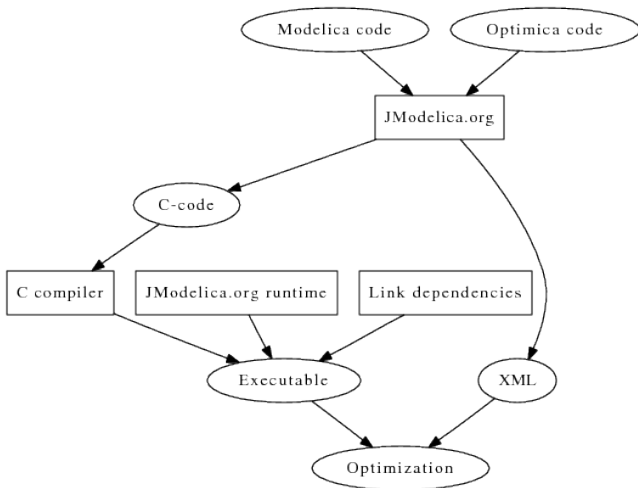 Modelica code
Optimica code
JModelica.org
C-code
C compiler
JModelica.org runtime
Link dependencies
Executable
XML
Optimization